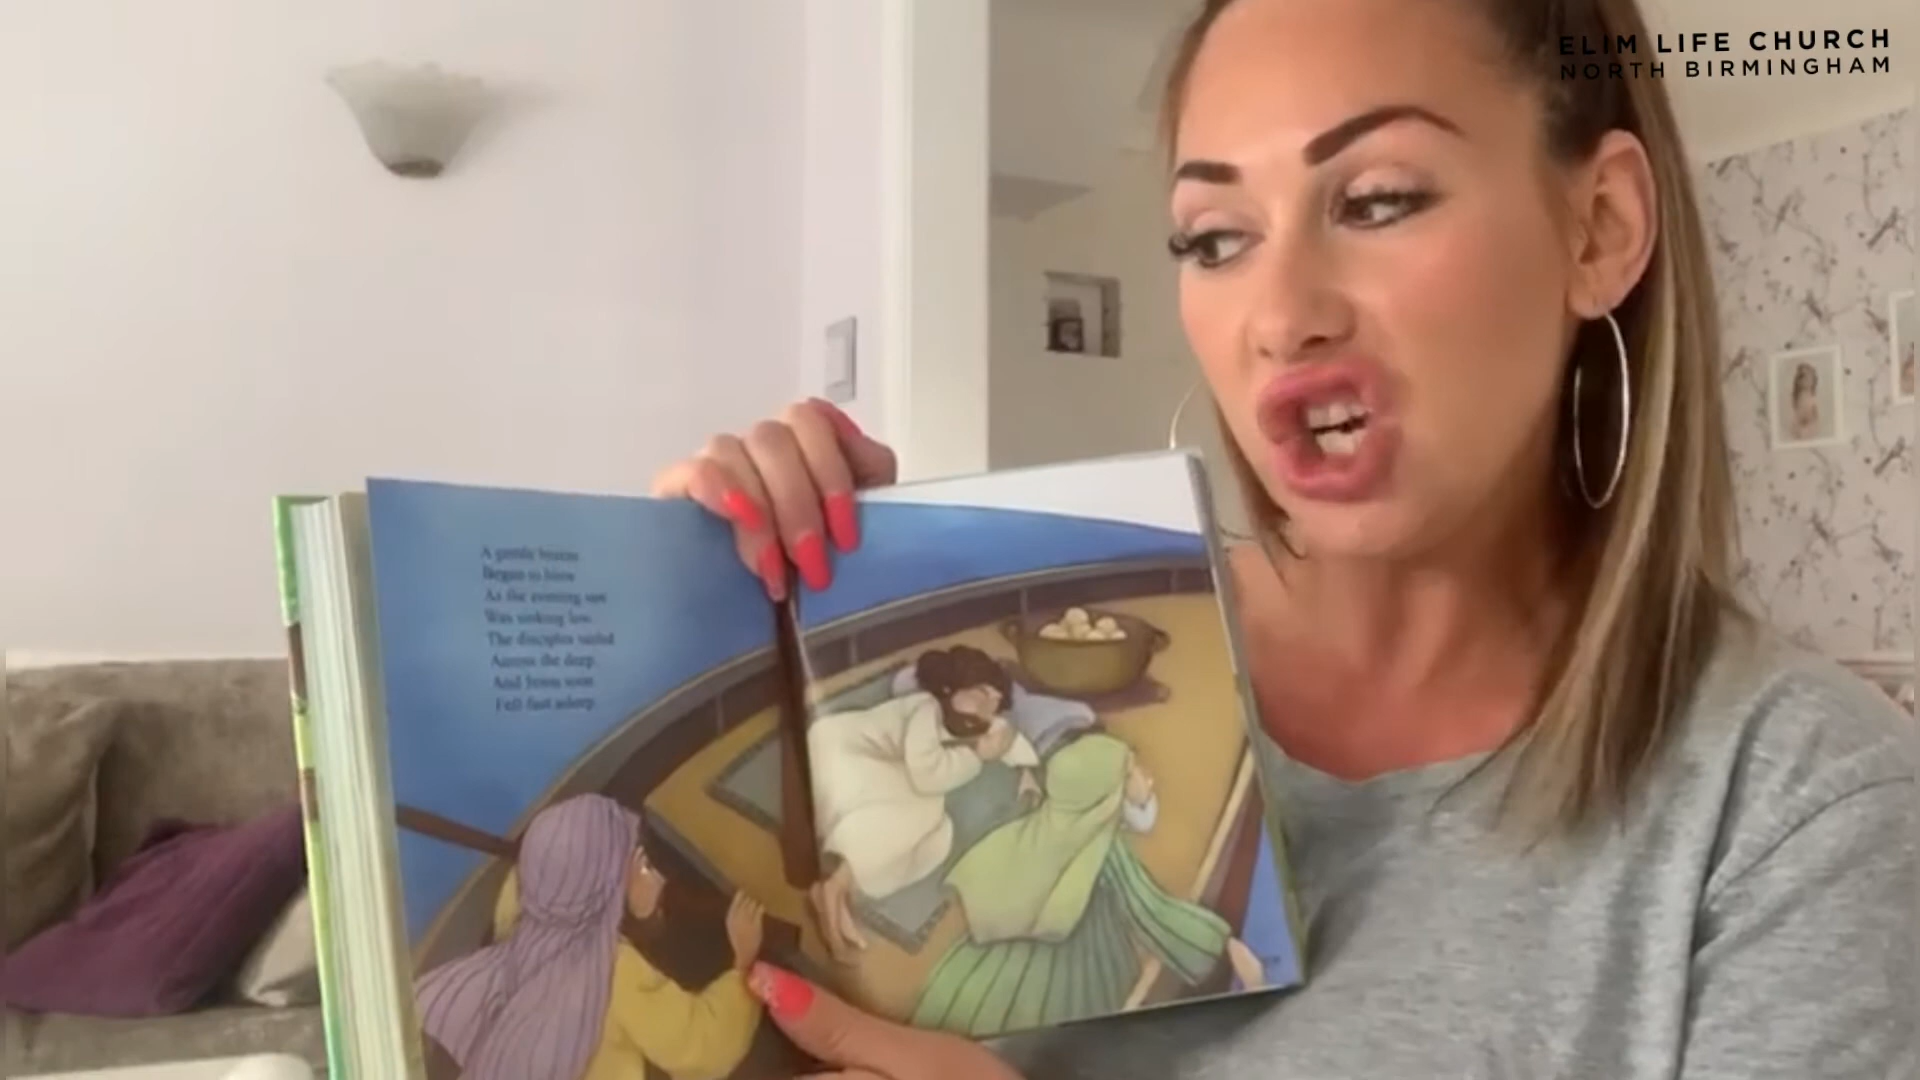 ELIM LIFE CHURCH
NORTH BIRMINGHAM
A gentle breeze
Began to blow
As the evening sun
Was sinking low.
The disciples sailed
Across the deep
And Jesus soon
Fell fast asleep.